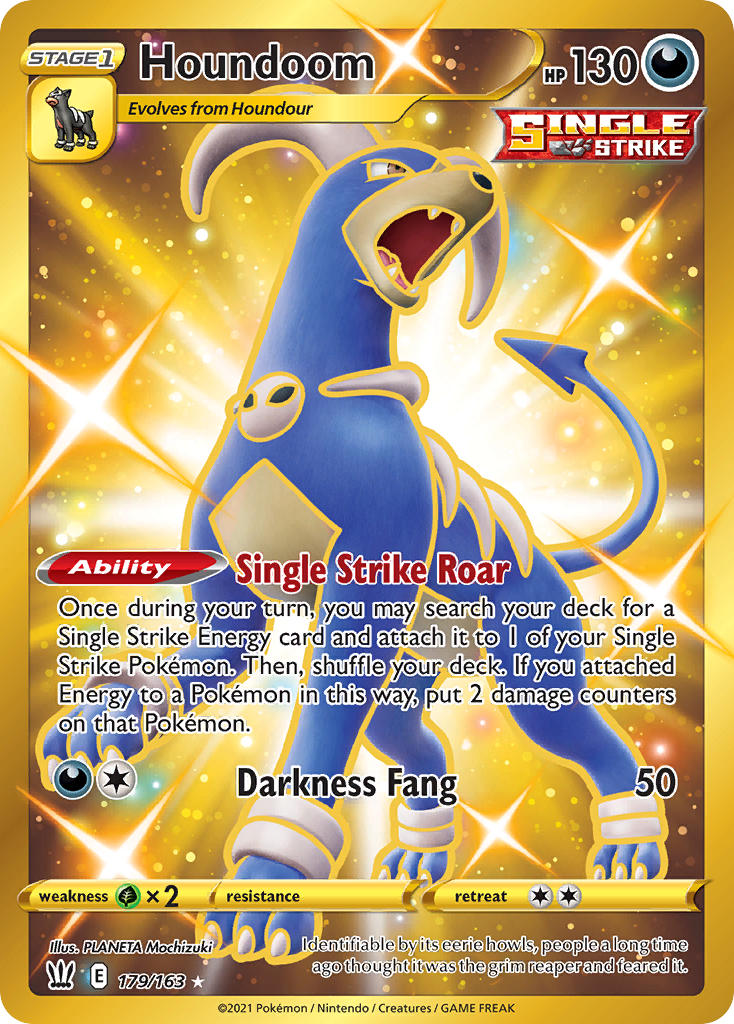 STAGE1
Houndoom
HP 130
Evolves from Houndour
SINGLE
STRIKE
Ability Single Strike Roar
Once during your turn, you may search your deck for a
Single Strike Energy card and attach it to 1 of your Single
Strike Pokémon. Then, shuffle your deck. If you attached
Energy to a Pokémon in this way, put 2 damage counters
on that Pokémon.
Darkness Fang 50
weakness ×2 resistance retreat
Illus. PLANETA Mochizuki
Identifiable by its eerie howls, people a long time
ago thought it was the grim reaper and feared it.
E 179/163 ★
©2021 Pokémon / Nintendo / Creatures / GAME FREAK